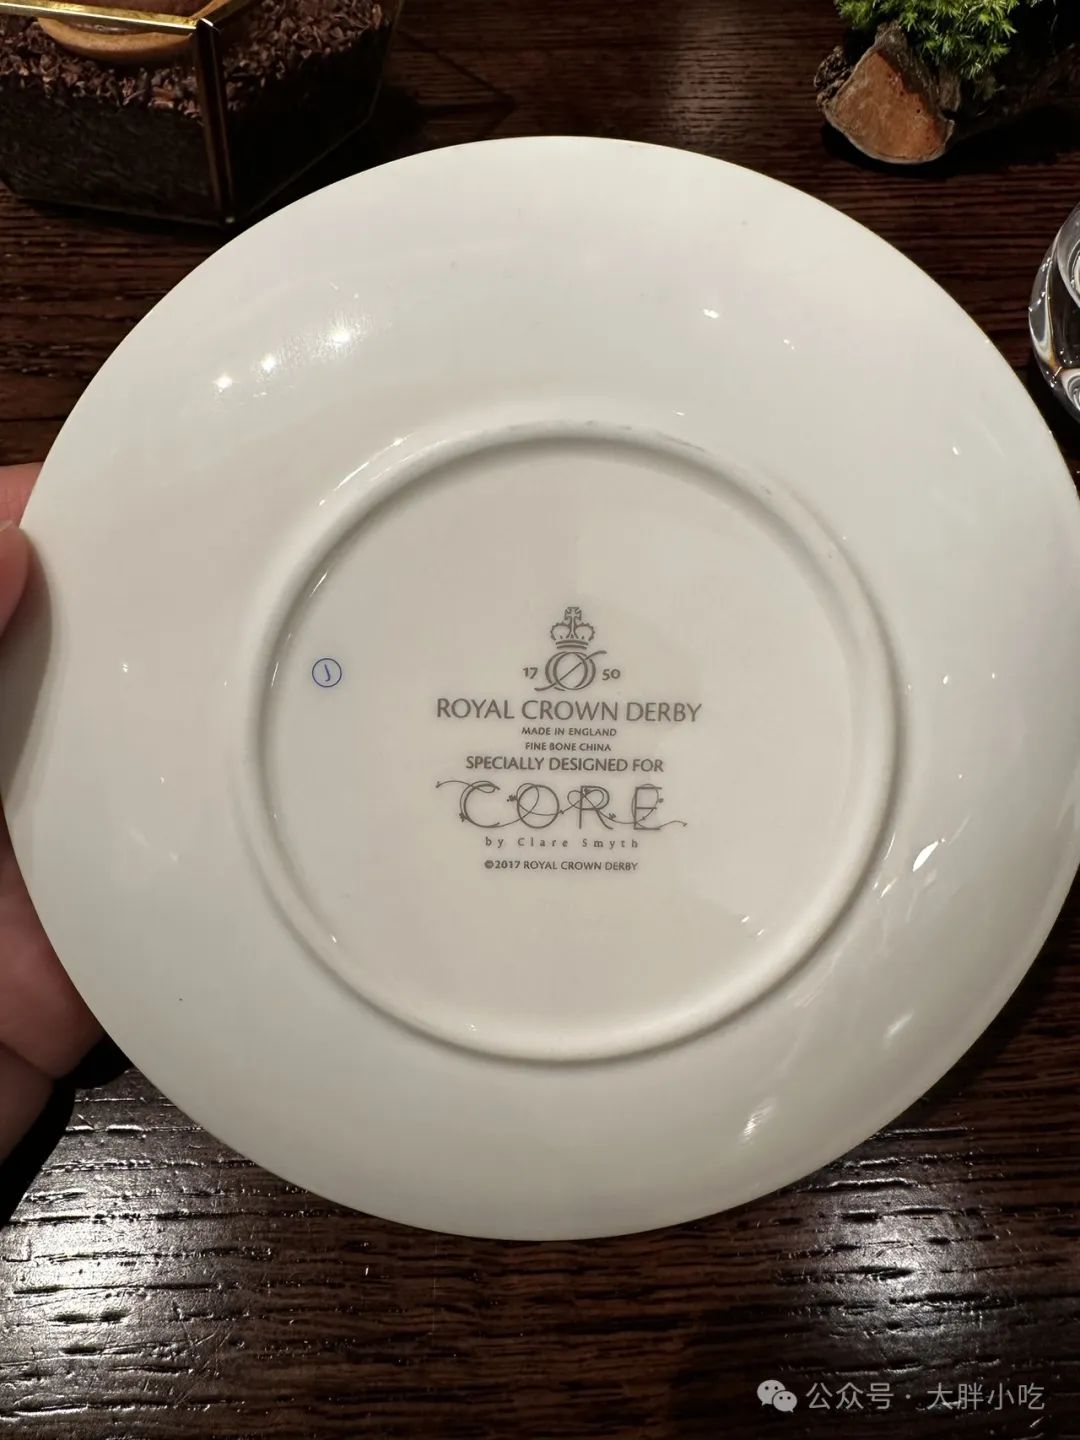 17 50
ROYAL CROWN DERBY
MADE IN ENGLAND
FINE BONE CHINA
SPECIALLY DESIGNED FOR
CORE
by Clare Smyth
©2017 ROYAL CROWN DERBY
J
公众号 · 大胖小吃